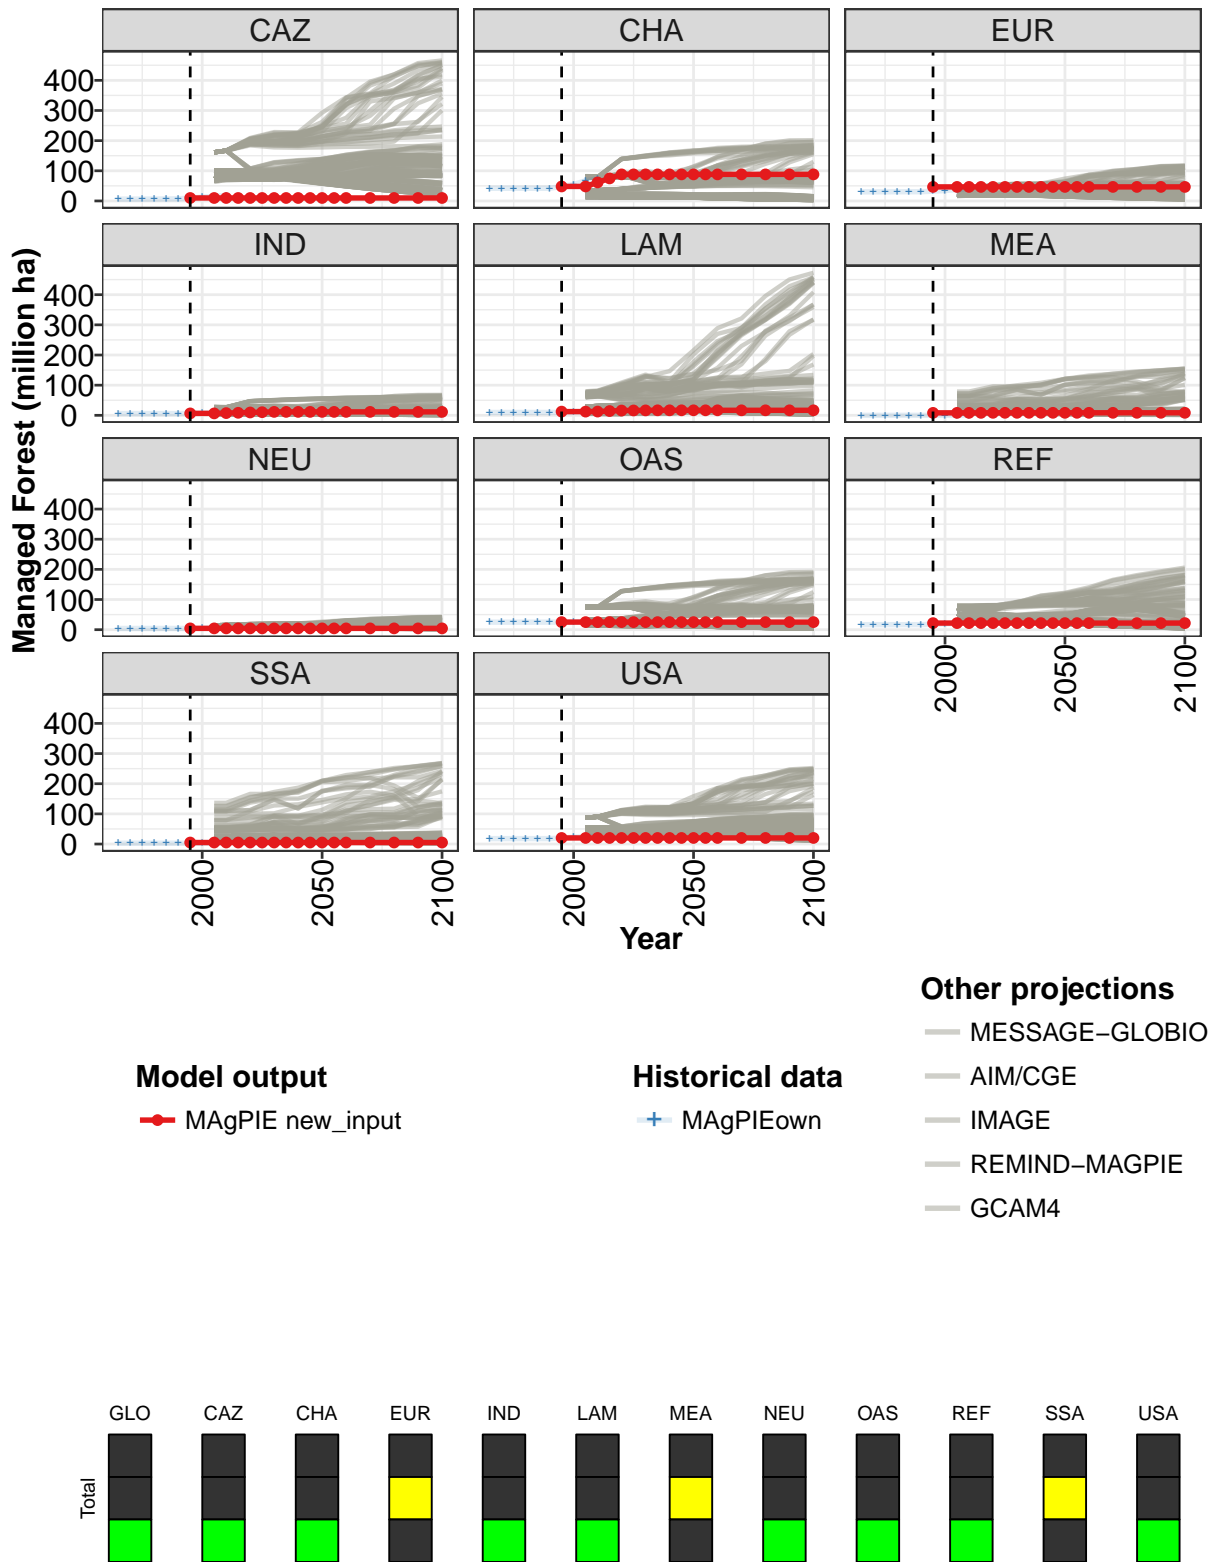 CAZ CHA EUR
400
300
200
100
0
IND LAM MEA
400
300
200
100
0
NEU OAS REF
400
300
200
100
0
SSA USA
400
300
200
100
0
2000 2050 2100
2000 2050 2100
2000 2050 2100
Managed Forest (million ha)
Year
Model output
MAgPIE new_input
Historical data
MAgPIEown
Other projections
MESSAGE−GLOBIO
AIM/CGE
IMAGE
REMIND−MAGPIE
GCAM4
GLO CAZ CHA EUR IND LAM MEA NEU OAS REF SSA USA
Total